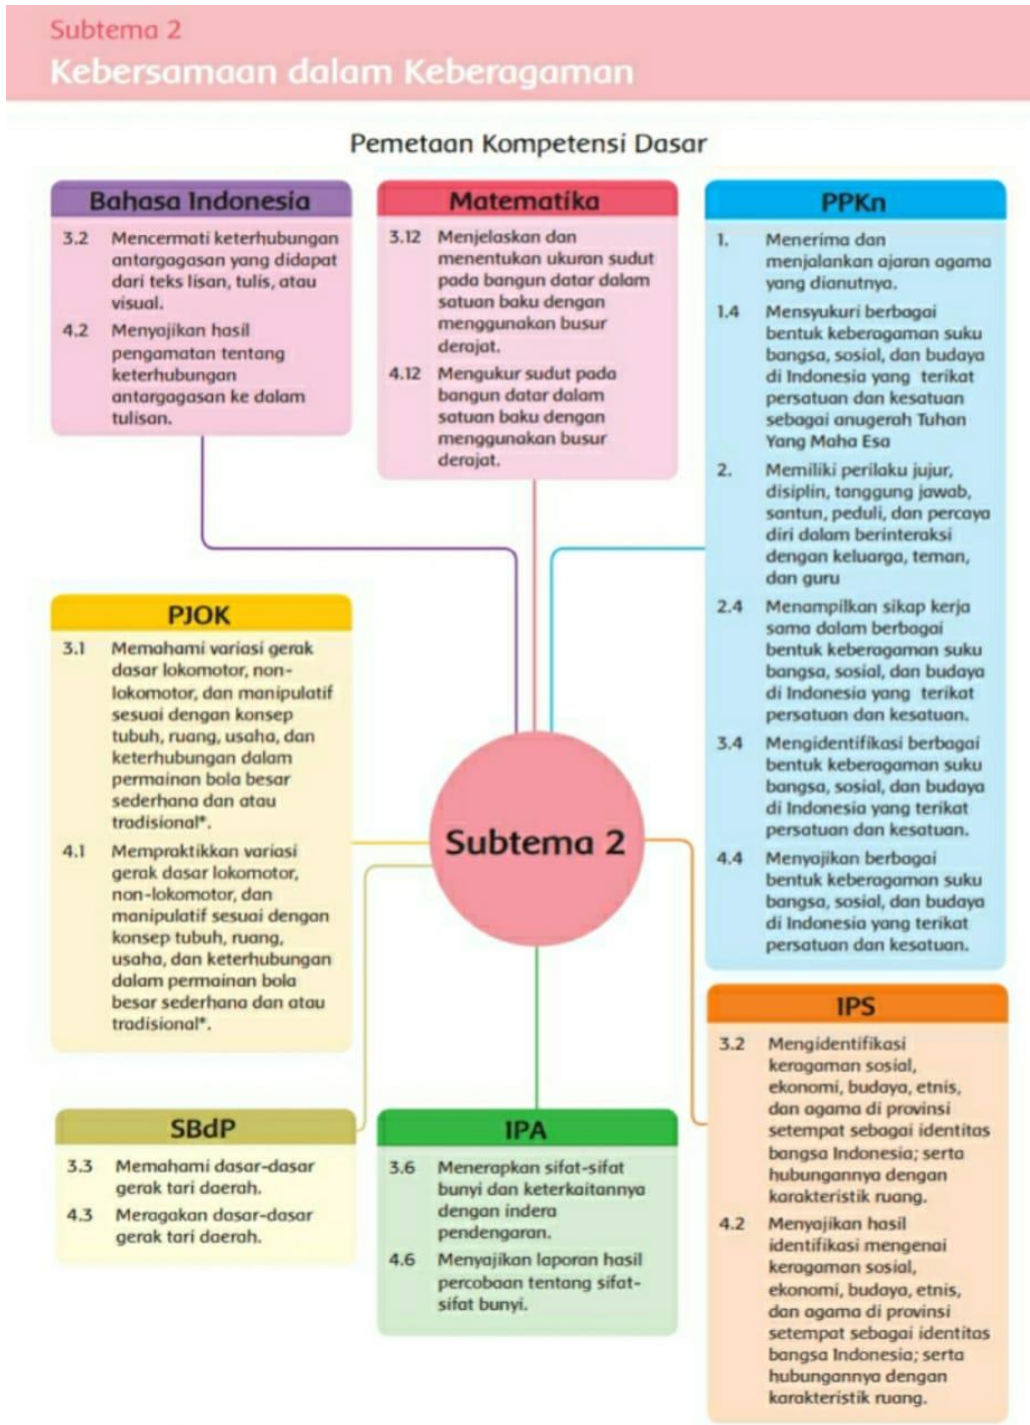 Subtema 2
Kebersamaan dalam Keberagaman
Pemetaan Kompetensi Dasar
Bahasa Indonesia
3.2 Mencermati keterhubungan
antargagasan yang didapat
dari teks lisan, tulis, atau
visual.
4.2 Menyajikan hasil
pengamatan tentang
keterhubungan
antargagasan ke dalam
tulisan.
Matematika
3.12 Menjelaskan dan
menentukan ukuran sudut
pada bangun datar dalam
satuan baku dengan
menggunakan busur
derajat.
4.12 Mengukur sudut pada
bangun datar dalam
satuan baku dengan
menggunakan busur
derajat.
PPKn
1. Menerima dan
menjalankan ajaran agama
yang dianutnya.
1.4 Mensyukuri berbagai
bentuk keberagaman suku
bangsa, sosial, dan budaya
di Indonesia yang terikat
persatuan dan kesatuan
sebagai anugerah Tuhan
Yang Maha Esa
2. Memiliki perilaku jujur,
disiplin, tanggung jawab,
santun, peduli, dan percaya
diri dalam berinteraksi
dengan keluarga, teman,
dan guru
2.4 Menampilkan sikap kerja
sama dalam berbagai
bentuk keberagaman suku
bangsa, sosial, dan budaya
di Indonesia yang terikat
persatuan dan kesatuan.
3.4 Mengidentifikasi berbagai
bentuk keberagaman suku
bangsa, sosial, dan budaya
di Indonesia yang terikat
persatuan dan kesatuan.
4.4 Menyajikan berbagai
bentuk keberagaman suku
bangsa, sosial, dan budaya
di Indonesia yang terikat
persatuan dan kesatuan.
PJOK
3.1 Memahami variasi gerak
dasar lokomotor, non-
lokomotor, dan manipulatif
sesuai dengan konsep
tubuh, ruang, usaha, dan
keterhubungan dalam
permainan bola besar
sederhana dan atau
tradisional*.
4.1 Mempraktikkan variasi
gerak dasar lokomotor,
non-lokomotor, dan
manipulatif sesuai dengan
konsep tubuh, ruang,
usaha, dan keterhubungan
dalam permainan bola
besar sederhana dan atau
tradisional*.
Subtema 2
SBdP
3.3 Memahami dasar-dasar
gerak tari daerah.
4.3 Meragakan dasar-dasar
gerak tari daerah.
IPA
3.6 Menerapkan sifat-sifat
bunyi dan keterkaitannya
dengan indera
pendengaran.
4.6 Menyajikan laporan hasil
percobaan tentang sifat-
sifat bunyi.
IPS
3.2 Mengidentifikasi
keragaman sosial,
ekonomi, budaya, etnis,
dan agama di provinsi
setempat sebagai identitas
bangsa Indonesia; serta
hubungannya dengan
karakteristik ruang.
4.2 Menyajikan hasil
identifikasi mengenai
keragaman sosial,
ekonomi, budaya, etnis,
dan agama di provinsi
setempat sebagai identitas
bangsa Indonesia; serta
hubungannya dengan
karakteristik ruang.